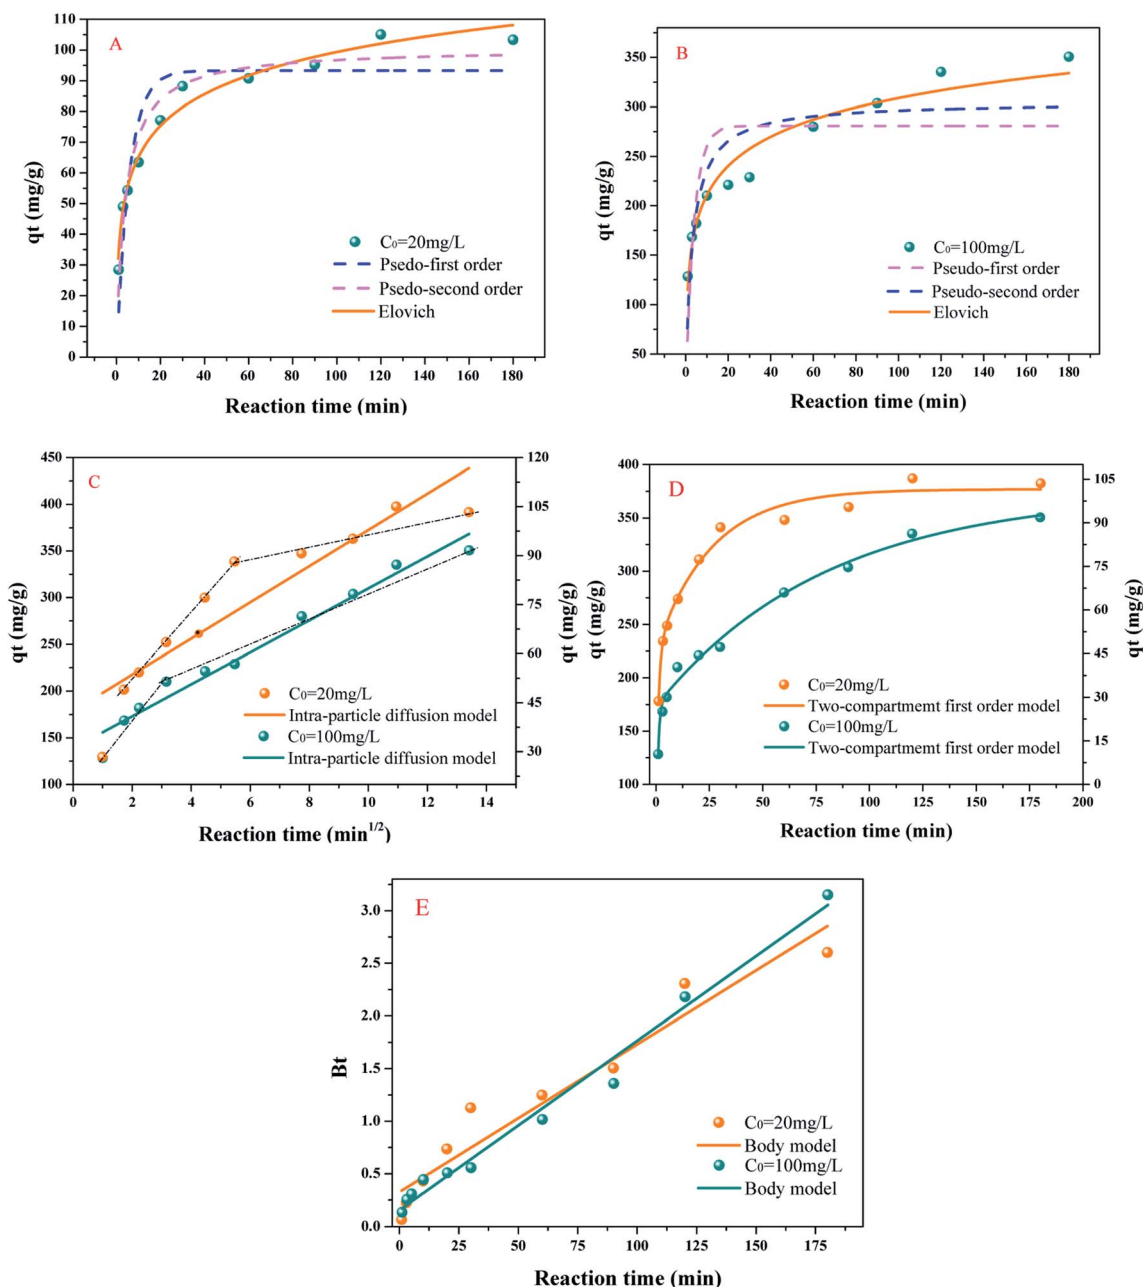 A
qt (mg/g)
110
100
90
80
70
60
50
40
30
20
10
0
C₀=20mg/L
Psedo-first order
Psedo-second order
Elovich
0 20 40 60 80 100 120 140 160 180
Reaction time (min)
B
qt (mg/g)
350
300
250
200
150
100
50
C₀=100mg/L
Pseudo-first order
Pseudo-second order
Elovich
0 20 40 60 80 100 120 140 160 180
Reaction time (min)
C
qt (mg/g)
450
400
350
300
250
200
150
100
C₀=20mg/L
Intra-particle diffusion model
C₀=100mg/L
Intra-particle diffusion model
120
105
90
75
60
45
30
qt (mg/g)
0 2 4 6 8 10 12 14
Reaction time (min^1/2)
D
qt (mg/g)
400
350
300
250
200
150
100
C₀=20mg/L
Two-compartmemt first order model
C₀=100mg/L
Two-compartmemt first order model
105
90
75
60
45
30
15
0
qt (mg/g)
0 25 50 75 100 125 150 175 200
Reaction time (min)
E
Bt
3.0
2.5
2.0
1.5
1.0
0.5
0.0
C₀=20mg/L
Body model
C₀=100mg/L
Body model
0 25 50 75 100 125 150 175
Reaction time (min)